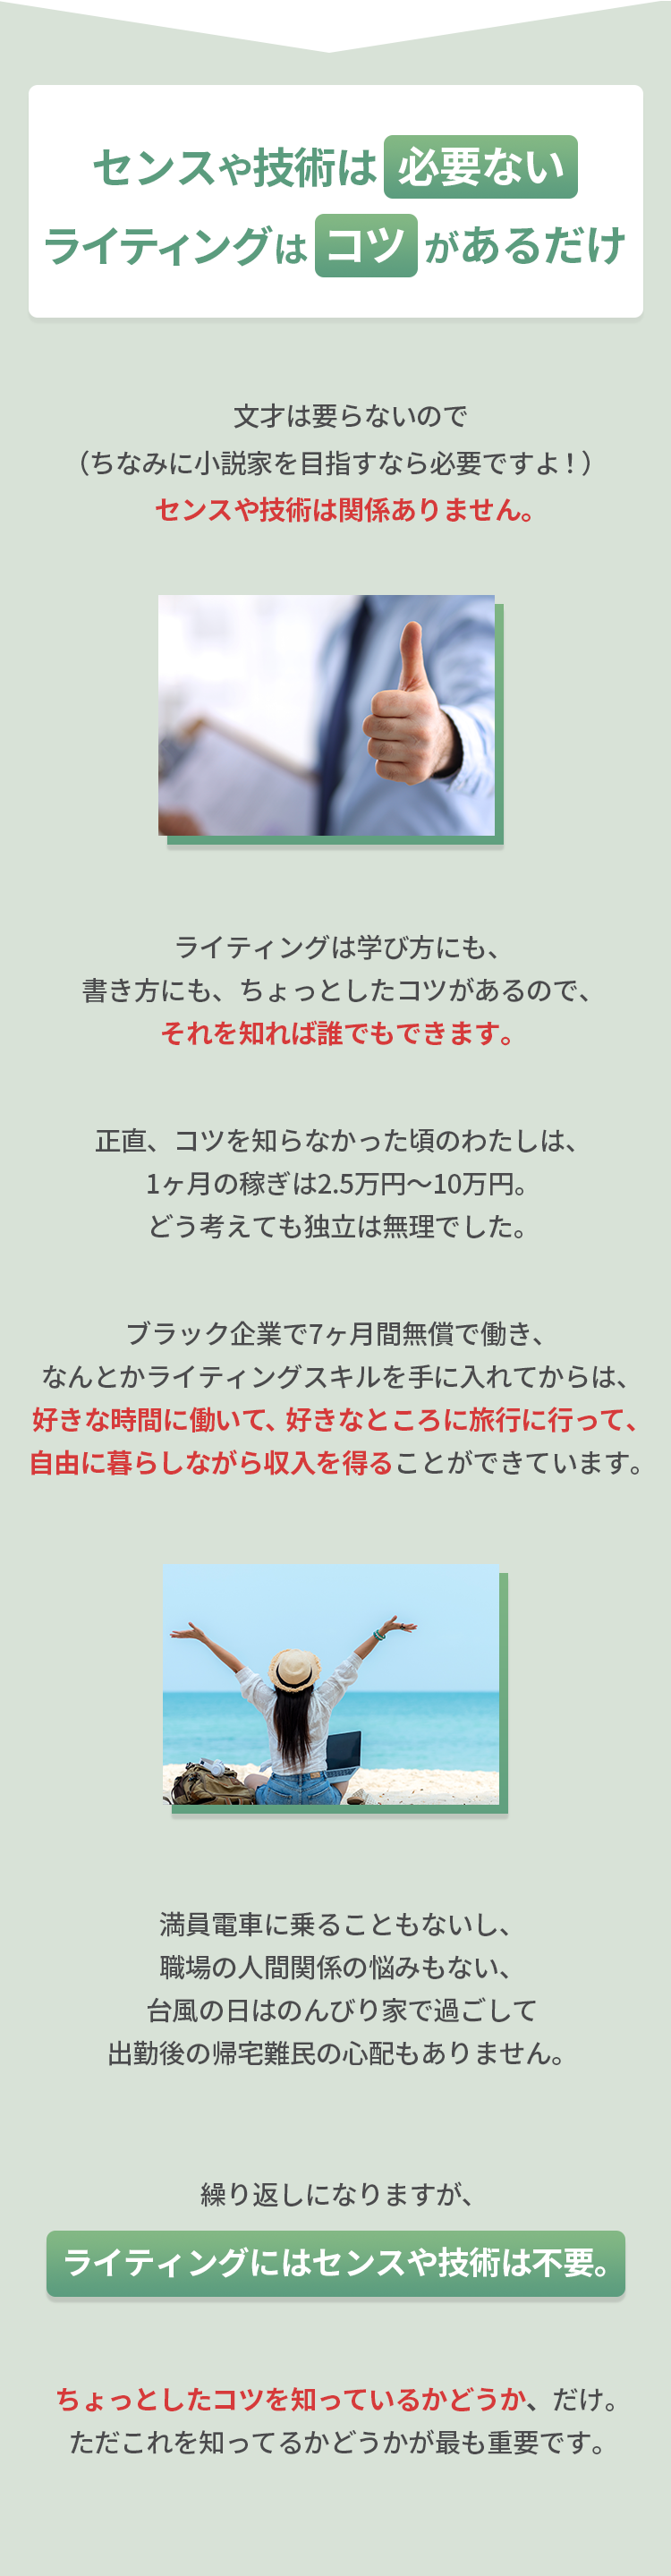 センスや技術は 必要ない
ライティングは コツ があるだけ
文才は要らないので
（ちなみに小説家を目指すなら必要ですよ！）
センスや技術は関係ありません。
ライティングは学び方にも、
書き方にも、ちょっとしたコツがあるので、
それを知れば誰でもできます。
正直、コツを知らなかった頃のわたしは、
1ヶ月の稼ぎは2.5万円〜10万円。
どう考えても独立は無理でした。
ブラック企業で7ヶ月間無償で働き、
なんとかライティングスキルを手に入れてからは、
好きな時間に働いて、好きなところに旅行に行って、
自由に暮らしながら収入を得ることができています。
満員電車に乗ることもないし、
職場の人間関係の悩みもない、
台風の日はのんびり家で過ごして
出勤後の帰宅難民の心配もありません。
繰り返しになりますが、
ライティングにはセンスや技術は不要。
ちょっとしたコツを知っているかどうか、だけ。
ただこれを知ってるかどうかが最も重要です。